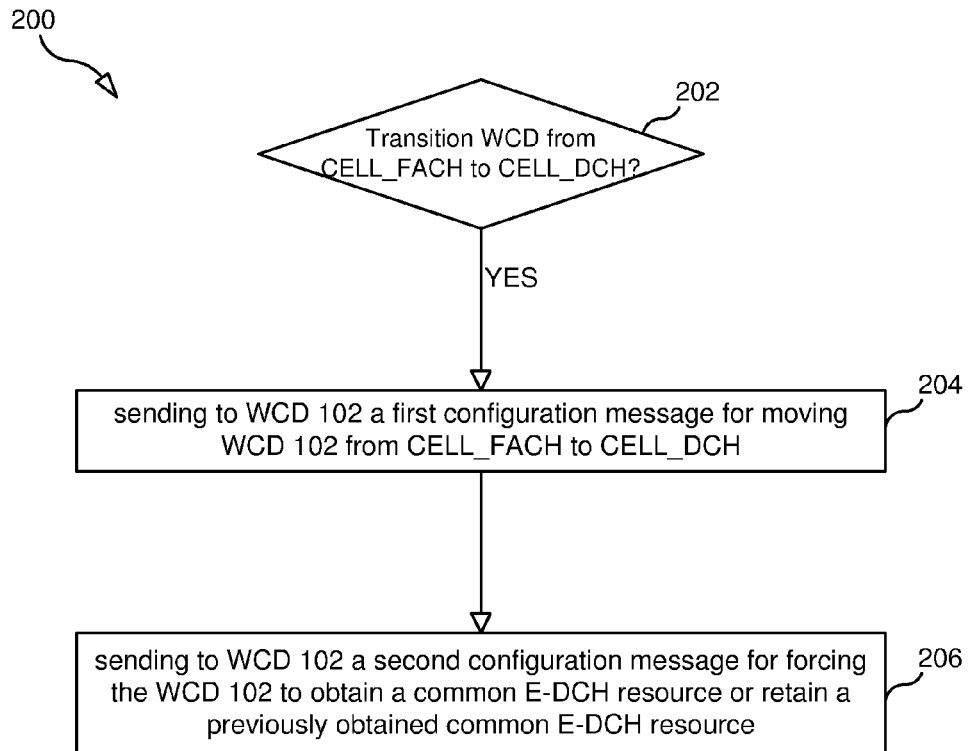 200
202
Transition WCD from
CELL_FACH to CELL_DCH?
YES
204
sending to WCD 102 a first configuration message for moving
WCD 102 from CELL_FACH to CELL_DCH
206
sending to WCD 102 a second configuration message for forcing
the WCD 102 to obtain a common E-DCH resource or retain a
previously obtained common E-DCH resource